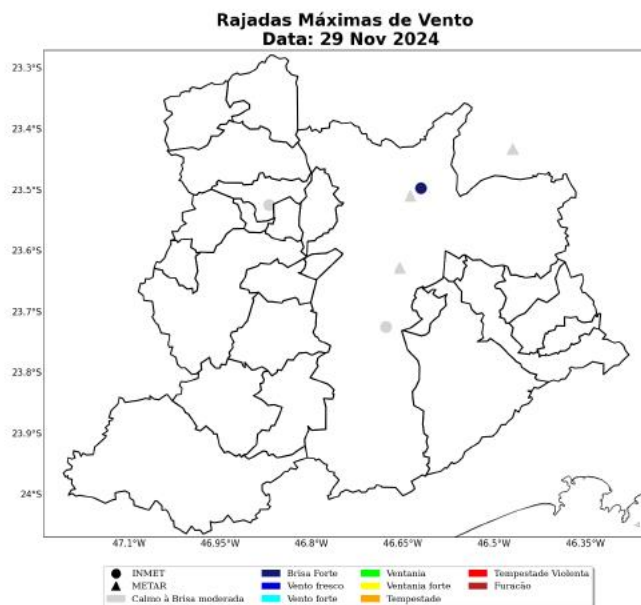 Rajadas Máximas de Vento
Data: 29 Nov 2024
23.3°S
23.4°S
23.5°S
23.6°S
23.7°S
23.8°S
23.9°S
24°S
47.1°W 46.95°W 46.8°W 46.65°W 46.5°W 46.35°W
INMET Brisa Forte Ventania Tempestade Violenta
METAR Vento fresco Ventania forte Furacão
Calmo à Brisa moderada Vento forte Tempestade